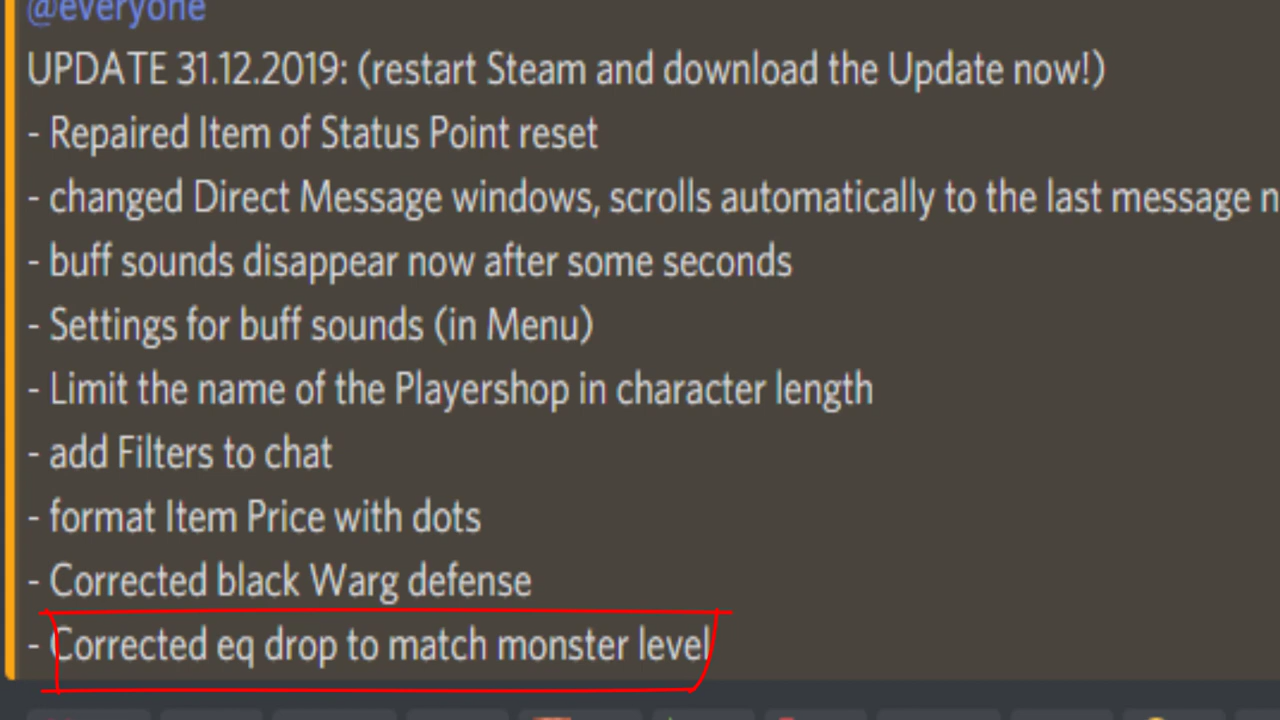 @everyone
UPDATE 31.12.2019: (restart Steam and download the Update now!)
- Repaired Item of Status Point reset
- changed Direct Message windows, scrolls automatically to the last message
- buff sounds disappear now after some seconds
- Settings for buff sounds (in Menu)
- Limit the name of the Playershop in character length
- add Filters to chat
- format Item Price with dots
- Corrected black Warg defense
- Corrected eq drop to match monster level